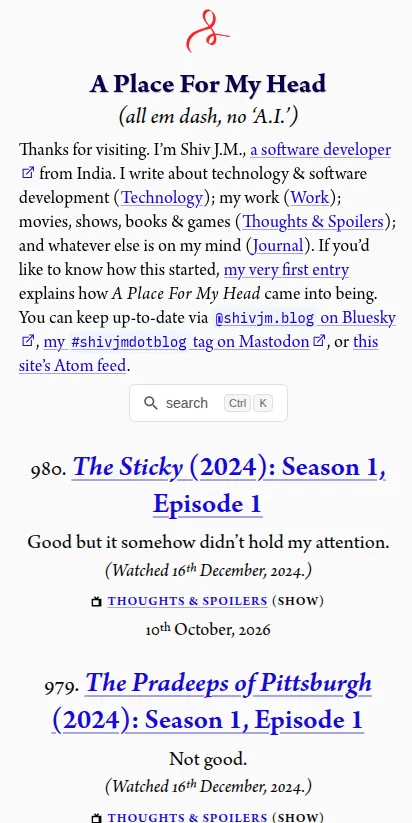 A Place For My Head
(all em dash, no ‘A.I.’)
Thanks for visiting. I’m Shiv J.M., a software developer
from India. I write about technology & software
development (Technology); my work (Work);
movies, shows, books & games (Thoughts & Spoilers);
and whatever else is on my mind (Journal). If you’d
like to know how this started, my very first entry
explains how A Place For My Head came into being.
You can keep up-to-date via @shivjm.blog on Bluesky
, my #shivjmdotblog tag on Mastodon, or this
site’s Atom feed.
search Ctrl K
980. The Sticky (2024): Season 1,
Episode 1
Good but it somehow didn’t hold my attention.
(Watched 16th December, 2024.)
THOUGHTS & SPOILERS (SHOW)
10th October, 2026
979. The Pradeeps of Pittsburgh
(2024): Season 1, Episode 1
Not good.
(Watched 16th December, 2024.)
THOUGHTS & SPOILERS (SHOW)